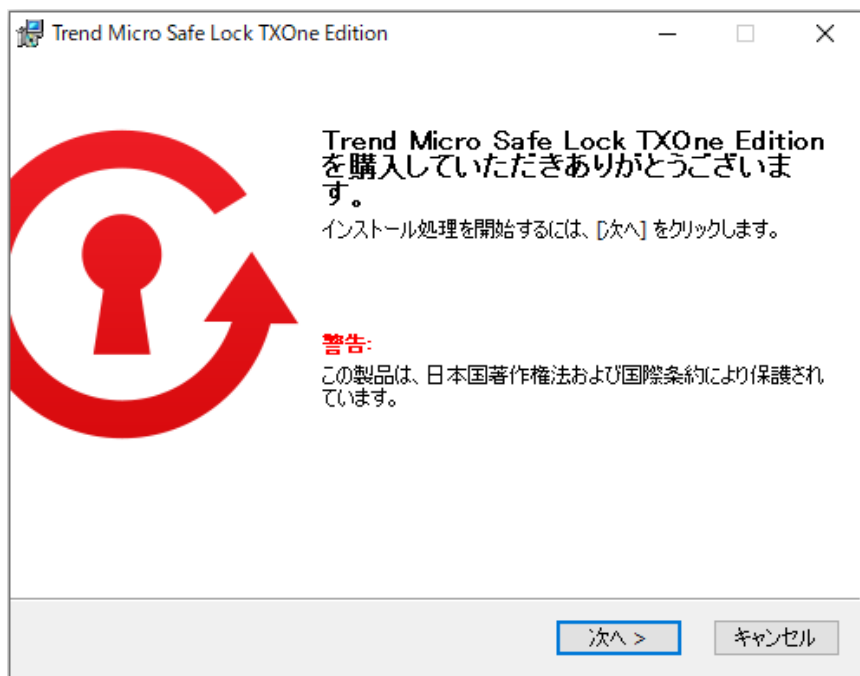 Trend Micro Safe Lock TXOne Edition
Trend Micro Safe Lock TXOne Edition
を購入していただきありがとうございま
す。
インストール処理を開始するには、[次へ] をクリックします。
警告:
この製品は、日本国著作権法および国際条約により保護され
ています。
次へ >
キャンセル